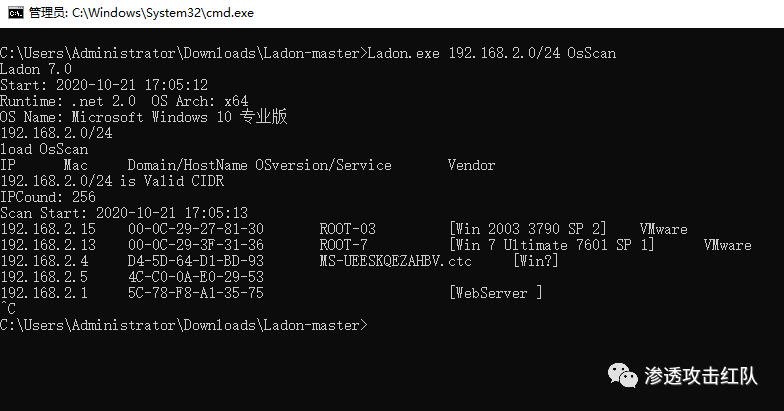 管理员: C:\Windows\System32\cmd.exe
C:\Users\Administrator\Downloads\Ladon-master>Ladon.exe 192.168.2.0/24 OsScan
Ladon 7.0
Start: 2020-10-21 17:05:12
Runtime: .net 2.0  OS Arch: x64
OS Name: Microsoft Windows 10 专业版
192.168.2.0/24
load OsScan
IP      Mac     Domain/HostName OSversion/Service       Vendor
192.168.2.0/24 is Valid CIDR
IPCound: 256
Scan Start: 2020-10-21 17:05:13
192.168.2.15    00-0C-29-27-81-30       ROOT-03         [Win 2003 3790 SP 2]    VMware
192.168.2.13    00-0C-29-3F-31-36       ROOT-7          [Win 7 Ultimate 7601 SP 1]      VMware
192.168.2.4     D4-5D-64-D1-BD-93       MS-UEESKQEZAHBV.ctc     [Win?]
192.168.2.5     4C-C0-0A-E0-29-53
192.168.2.1     5C-78-F8-A1-35-75                       [WebServer ]
^C
C:\Users\Administrator\Downloads\Ladon-master>
渗透攻击红队